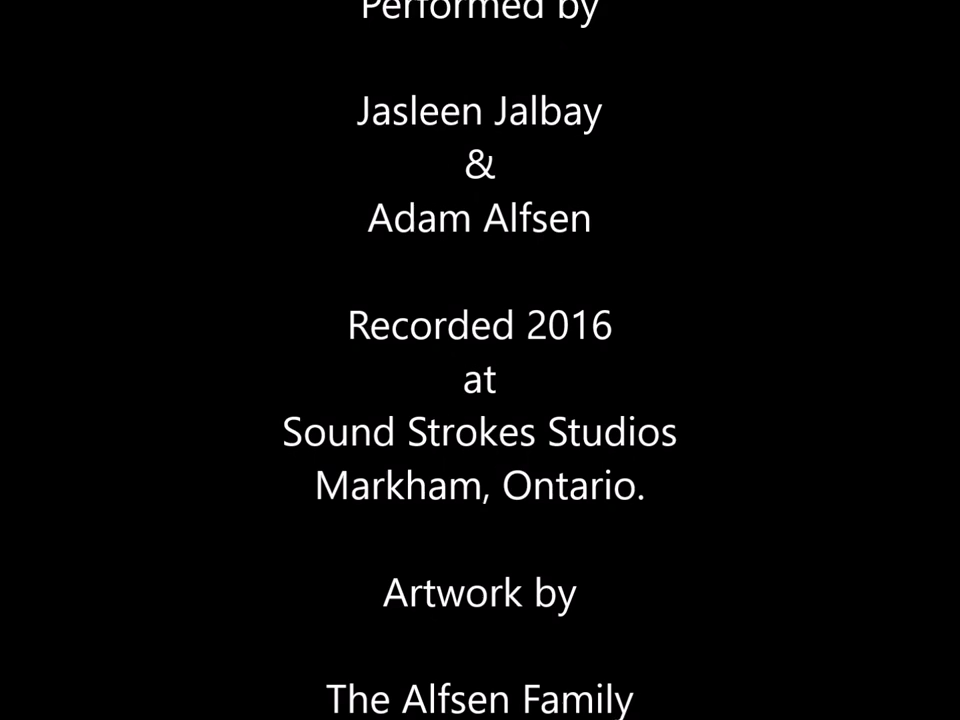 Performed by
Jasleen Jalbay
&
Adam Alfsen
Recorded 2016
at
Sound Strokes Studios
Markham, Ontario.
Artwork by
The Alfsen Family